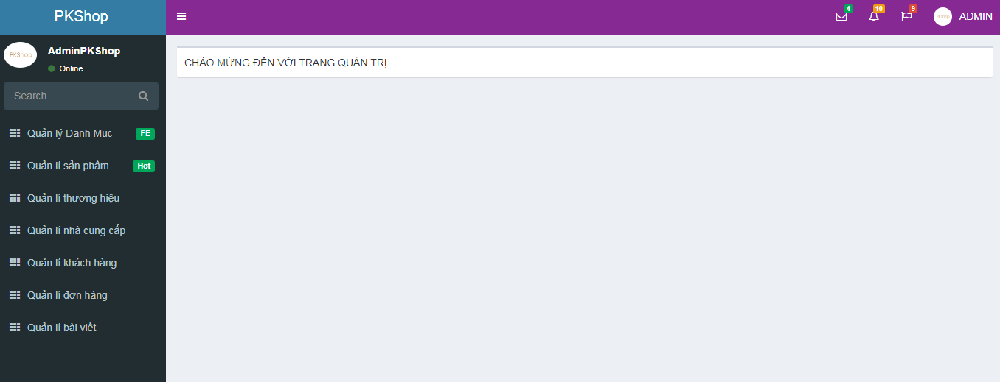 PKShop
4
10
9
PKShop
ADMIN
PKShop
AdminPKShop
Online
Search...
CHÀO MỪNG ĐẾN VỚI TRANG QUẢN TRỊ
Quản lý Danh Mục FE
Quản lí sản phẩm Hot
Quản lí thương hiệu
Quản lí nhà cung cấp
Quản lí khách hàng
Quản lí đơn hàng
Quản lí bài viết